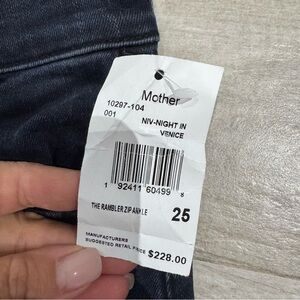 Mother
10297-104
001
NIV-NIGHT IN
VENICE
1 92411 60499 8
THE RAMBLER ZIP ANKLE
25
MANUFACTURERS
SUGGESTED RETAIL PRICE $228.00